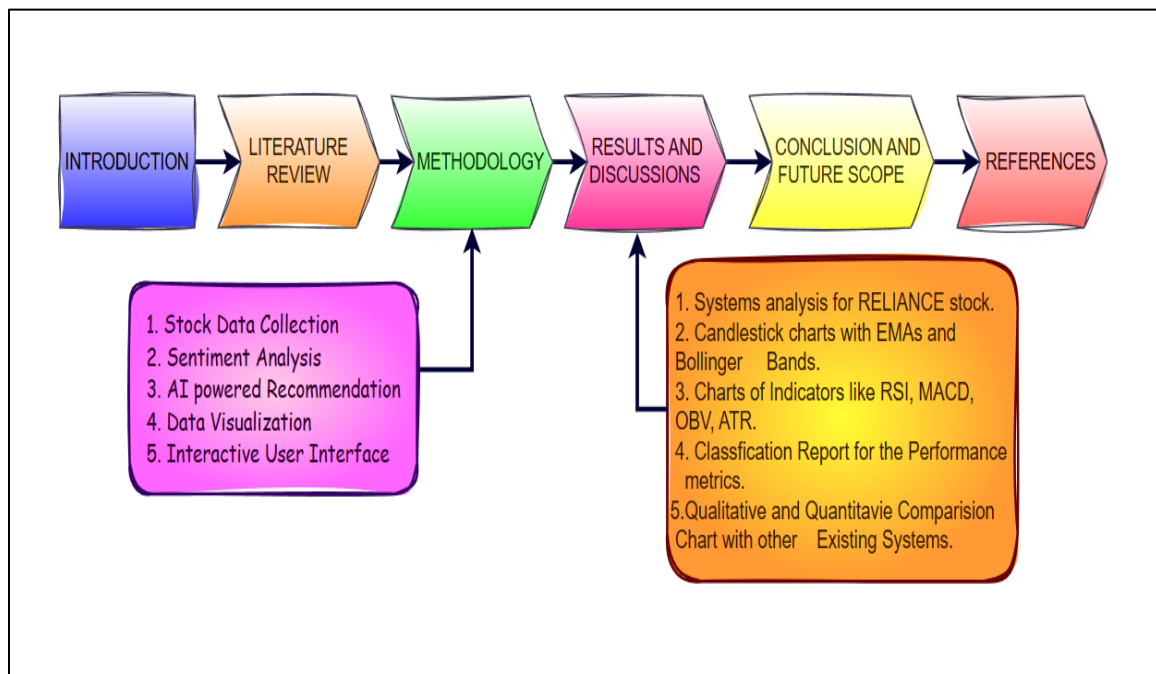 INTRODUCTION
LITERATURE
REVIEW
METHODOLOGY
RESULTS AND
DISCUSSIONS
CONCLUSION AND
FUTURE SCOPE
REFERENCES
1. Stock Data Collection
2. Sentiment Analysis
3. AI powered Recommendation
4. Data Visualization
5. Interactive User Interface
1. Systems analysis for RELIANCE stock.
2. Candlestick charts with EMAs and
Bollinger Bands.
3. Charts of Indicators like RSI, MACD,
OBV, ATR.
4. Classfication Report for the Performance
metrics.
5.Qualitative and Quantitavie Comparision
Chart with other Existing Systems.